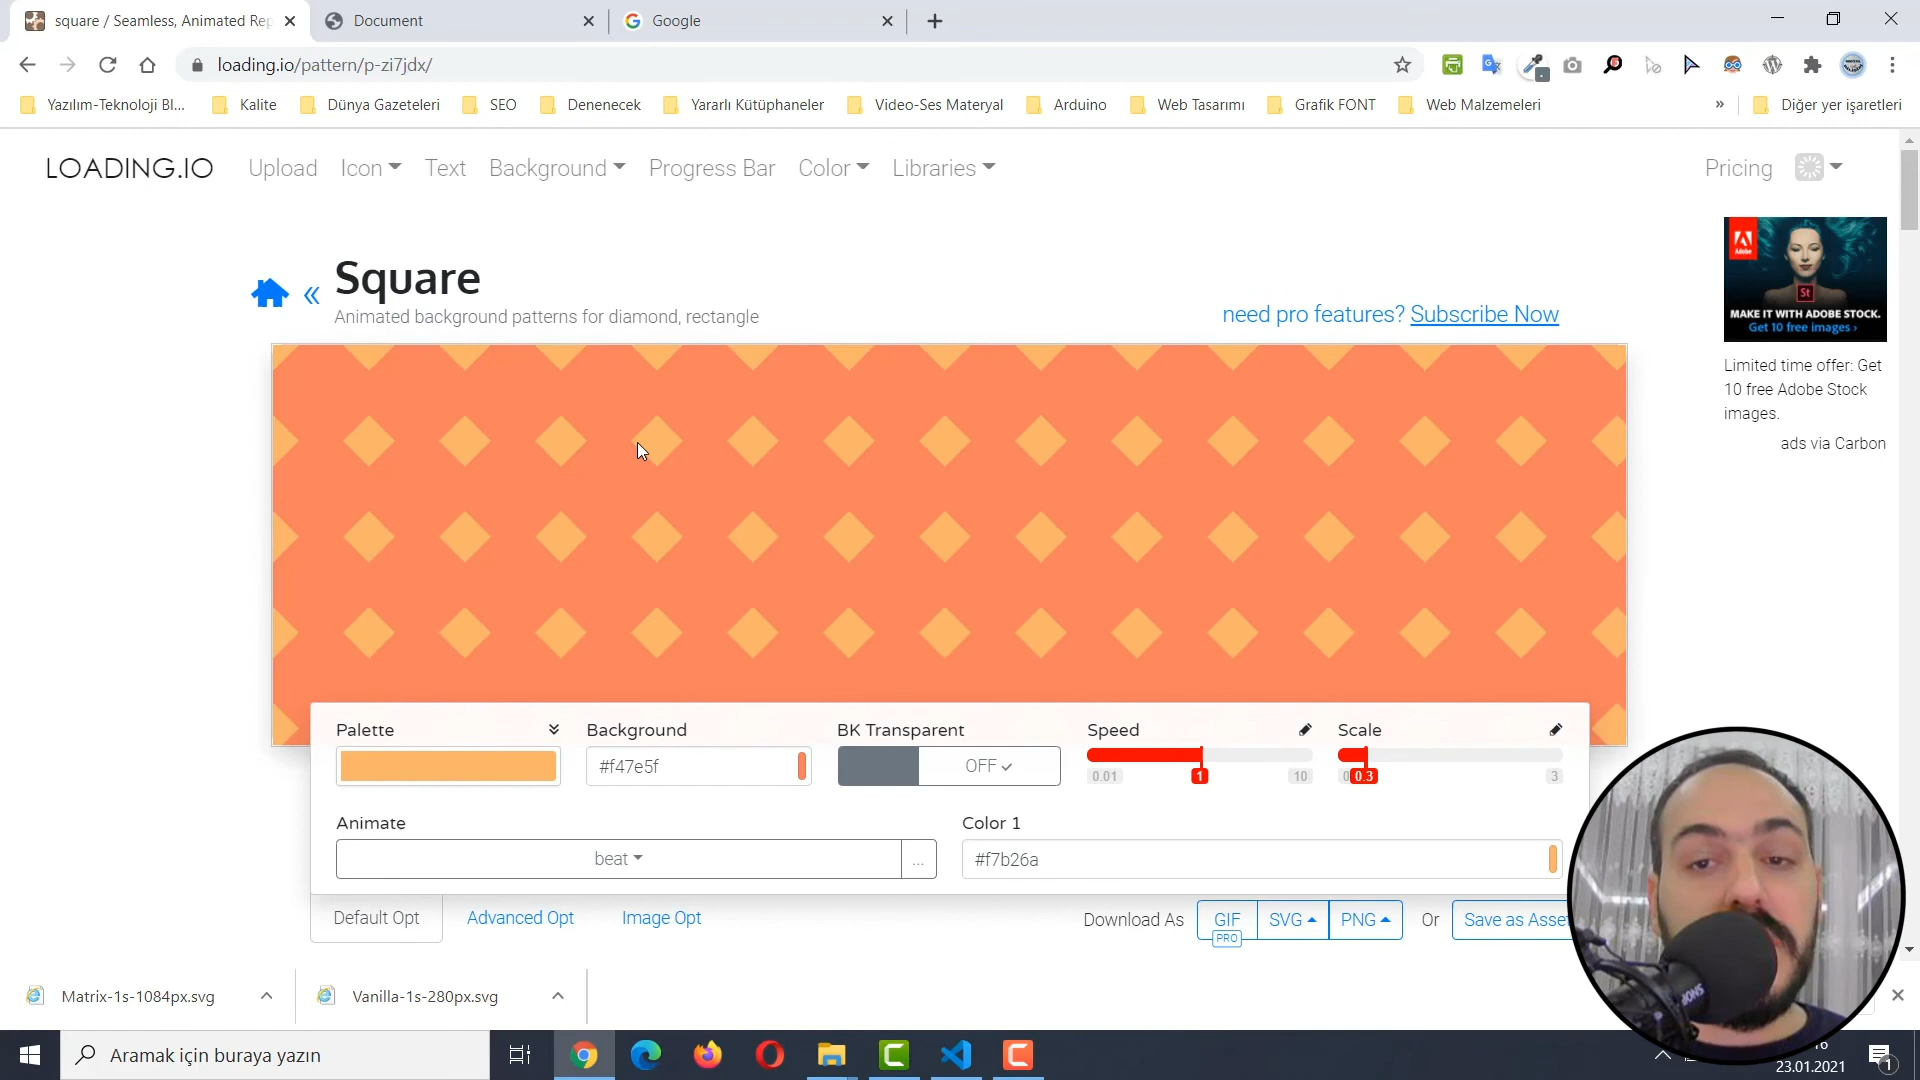 square / Seamless, Animated Rep
Document
Google
loading.io/pattern/p-zi7jdx/
Yazılım-Teknoloji Bl...
Kalite
Dünya Gazeteleri
SEO
Denenecek
Yararlı Kütüphaneler
Video-Ses Materyal
Arduino
Web Tasarımı
Grafik FONT
Web Malzemeleri
»
Diğer yer işaretleri
LOADING.IO
Upload
Icon
Text
Background
Progress Bar
Color
Libraries
Pricing
Square
Animated background patterns for diamond, rectangle
need pro features? Subscribe Now
Adobe
St
MAKE IT WITH ADOBE STOCK.
Get 10 free images ›
Limited time offer: Get
10 free Adobe Stock
images.
ads via Carbon
Palette
Background
BK Transparent
Speed
Scale
#f47e5f
OFF
0.01
1
10
0.3
3
Animate
Color 1
beat
...
#f7b26a
Default Opt
Advanced Opt
Image Opt
Download As
GIF
PRO
SVG
PNG
Or
Save as Asset
Matrix-1s-1084px.svg
Vanilla-1s-280px.svg
Aramak için buraya yazın
23.01.2021
1